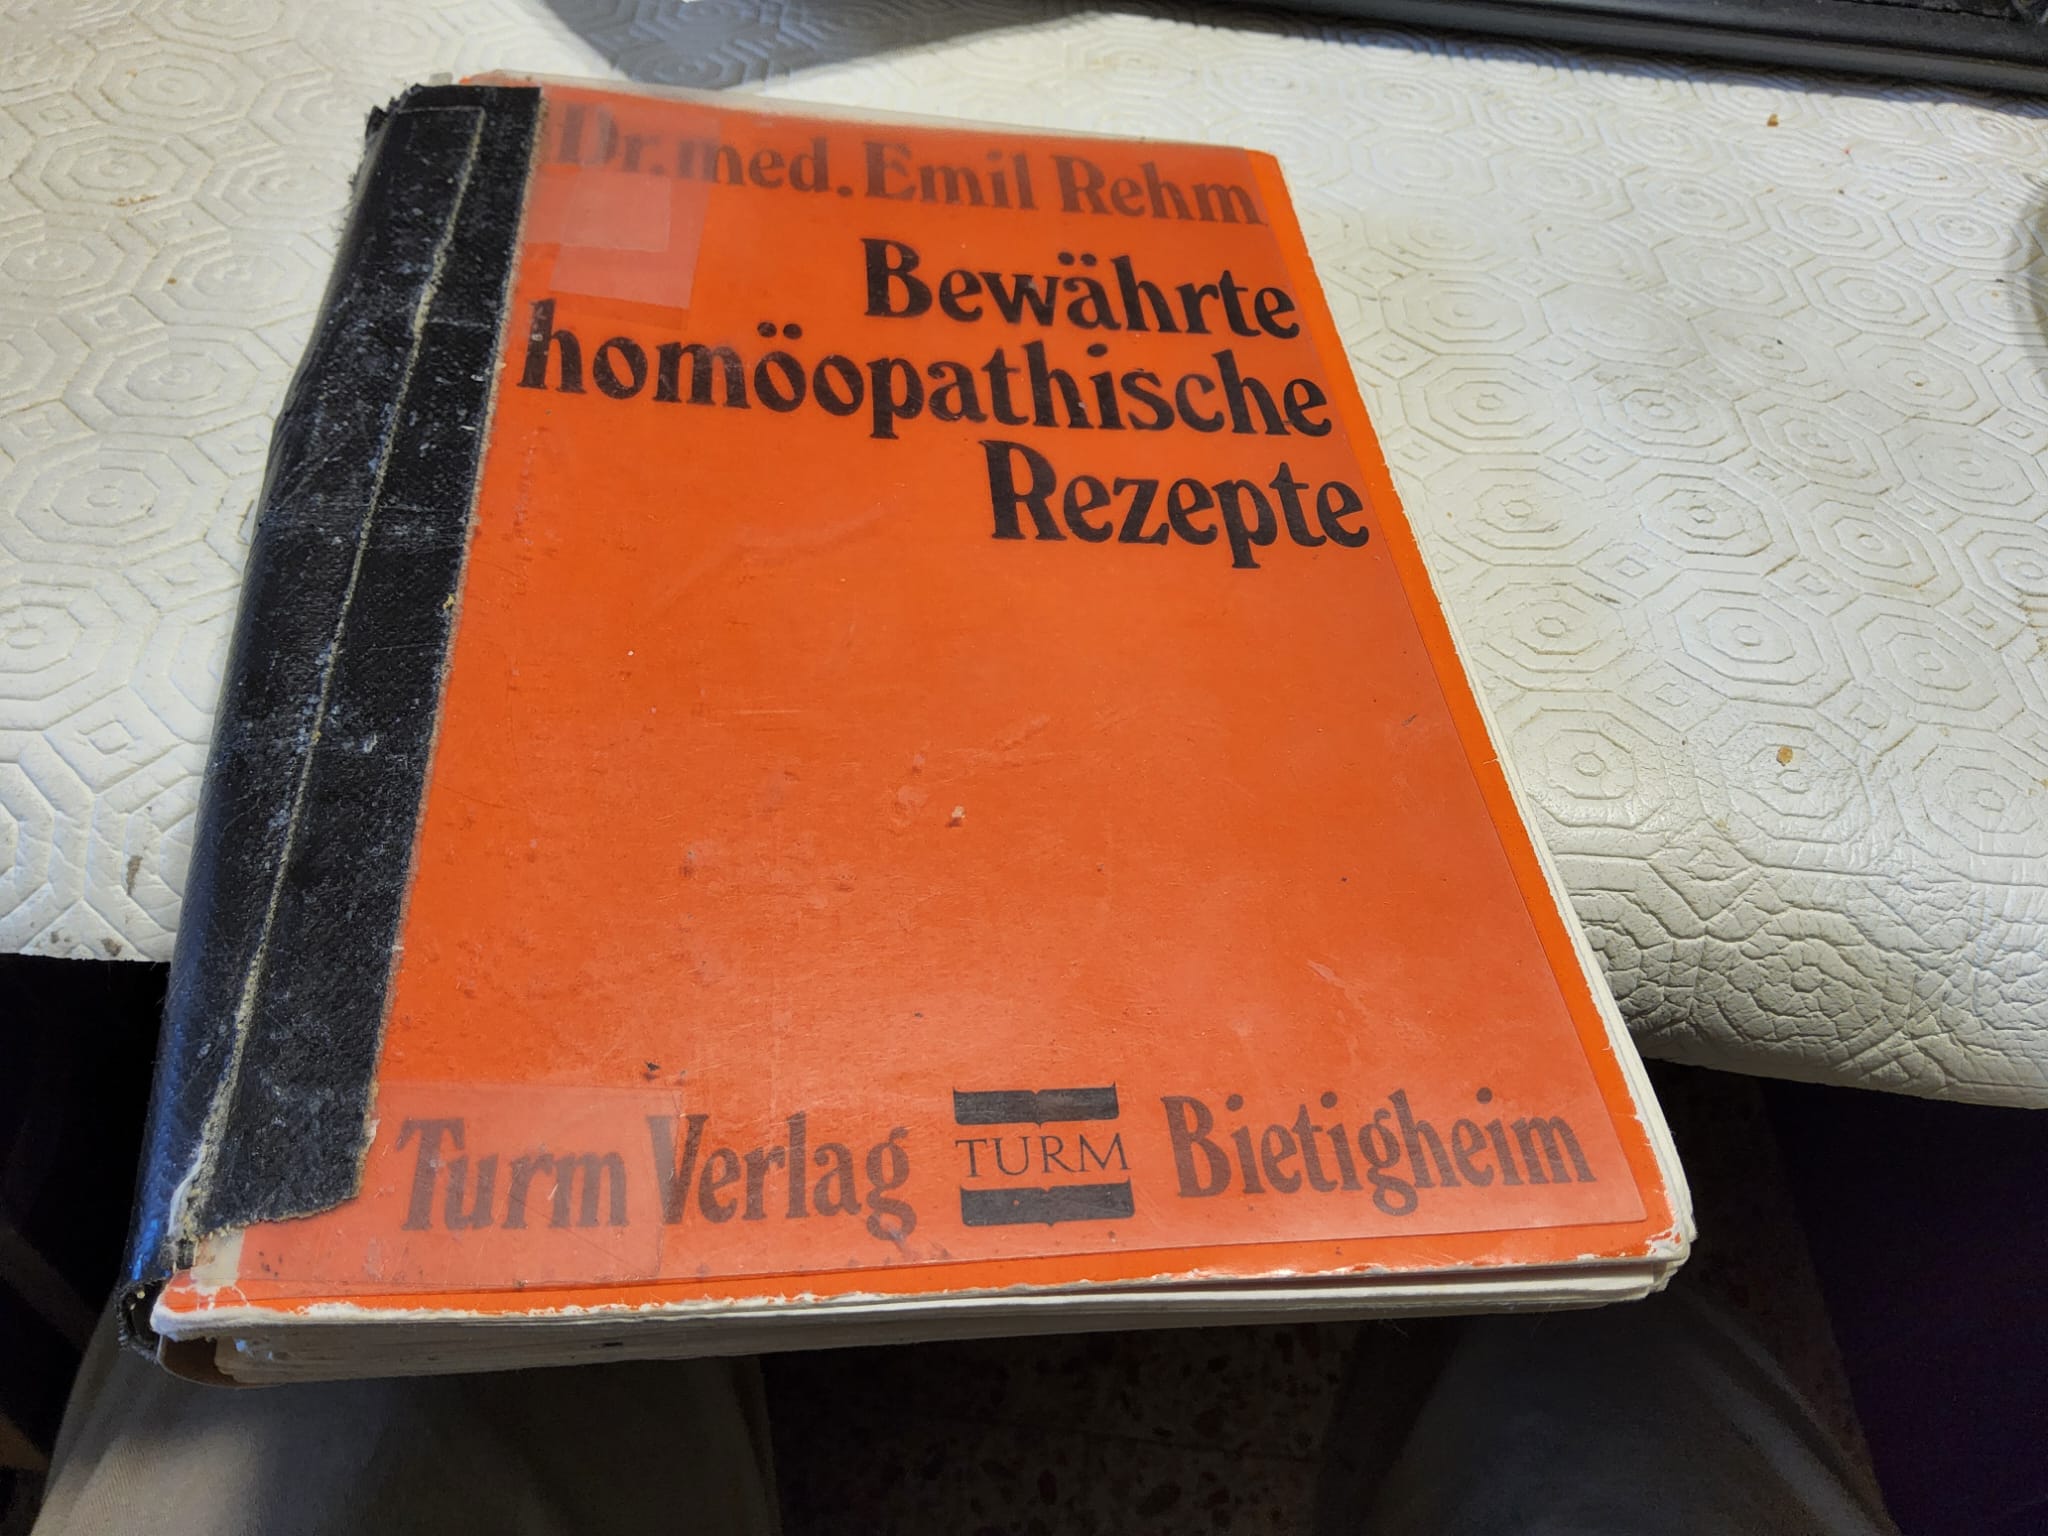 Dr. med. Emil Rehm
Bewährte
homöopathische
Rezepte
Turm Verlag TURM Bietigheim